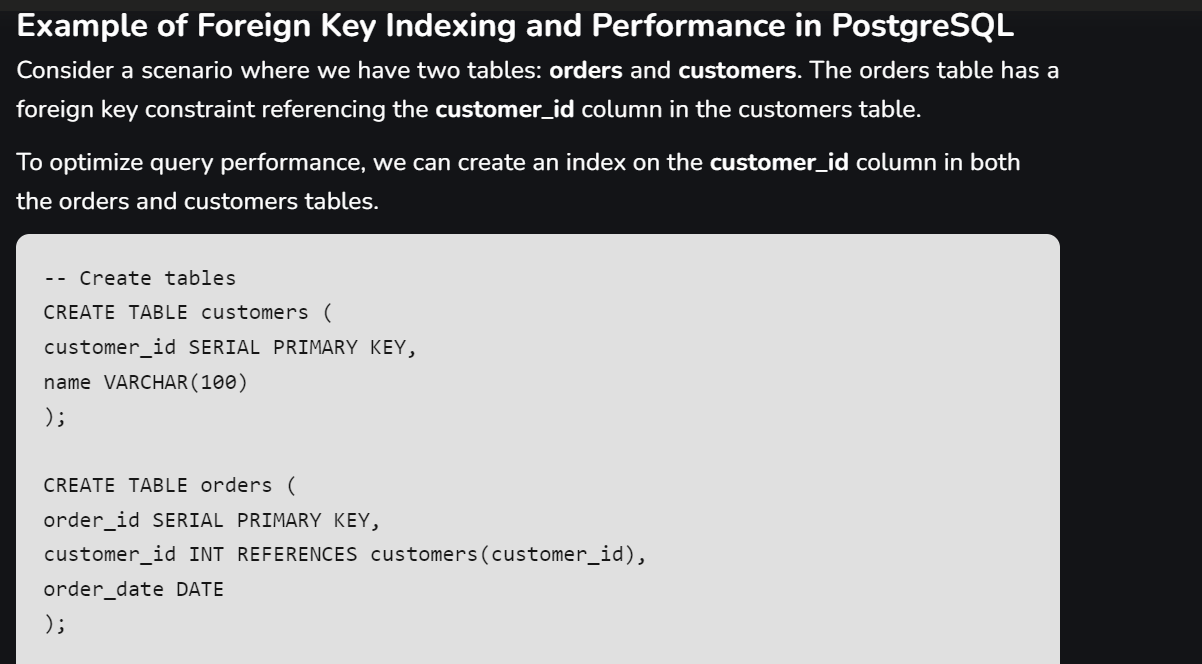 Example of Foreign Key Indexing and Performance in PostgreSQL
Consider a scenario where we have two tables: orders and customers. The orders table has a
foreign key constraint referencing the customer_id column in the customers table.
To optimize query performance, we can create an index on the customer_id column in both
the orders and customers tables.
-- Create tables
CREATE TABLE customers (
customer_id SERIAL PRIMARY KEY,
name VARCHAR(100)
);
CREATE TABLE orders (
order_id SERIAL PRIMARY KEY,
customer_id INT REFERENCES customers(customer_id),
order_date DATE
);